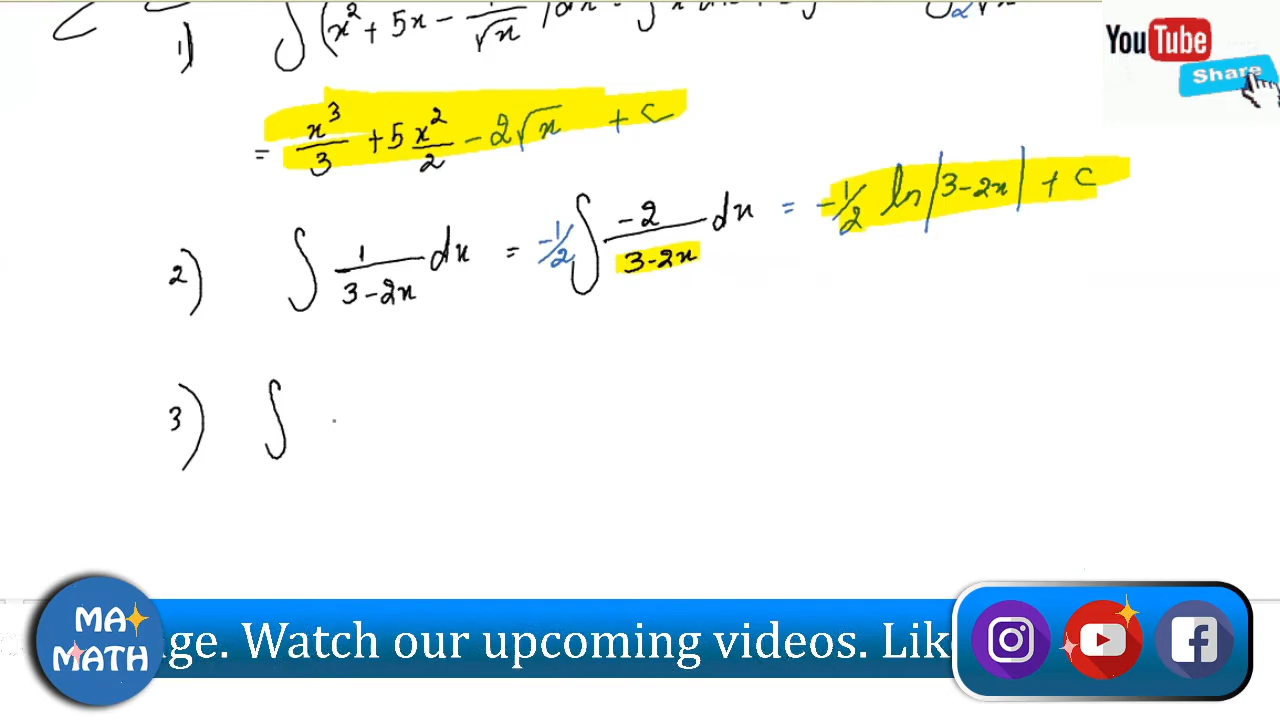 1) ∫(x² + 5x − 1/√x) dx
YouTube
Share
= x³/3 + 5 x²/2 − 2√x + C
2) ∫ 1/(3−2x) dx = −1/2 ∫ −2/(3−2x) dx = −1/2 ln|3−2x| + C
3) ∫
MA MATH
ge. Watch our upcoming videos. Lik